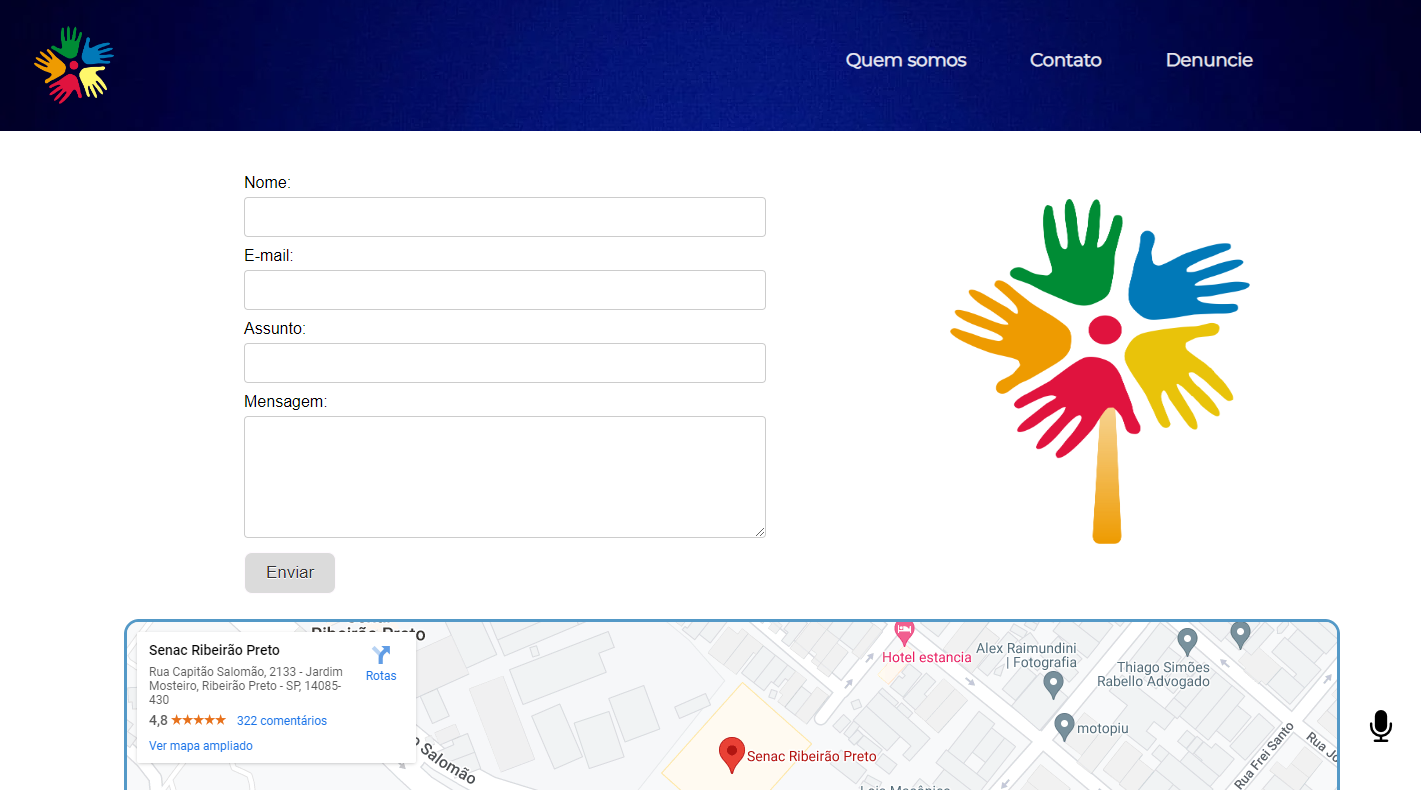 Quem somos
Contato
Denuncie
Nome:
E-mail:
Assunto:
Mensagem:
Enviar
Ribeirão Preto
Senac Ribeirão Preto
Rua Capitão Salomão, 2133 - Jardim
Mosteiro, Ribeirão Preto - SP, 14085-
430
Rotas
4,8
322 comentários
Ver mapa ampliado
Hotel estancia
Alex Raimundini
| Fotografia
Thiago Simões
Rabello Advogado
motopiu
Senac Ribeirão Preto
Salomão
Rua Frei Santo
Rua